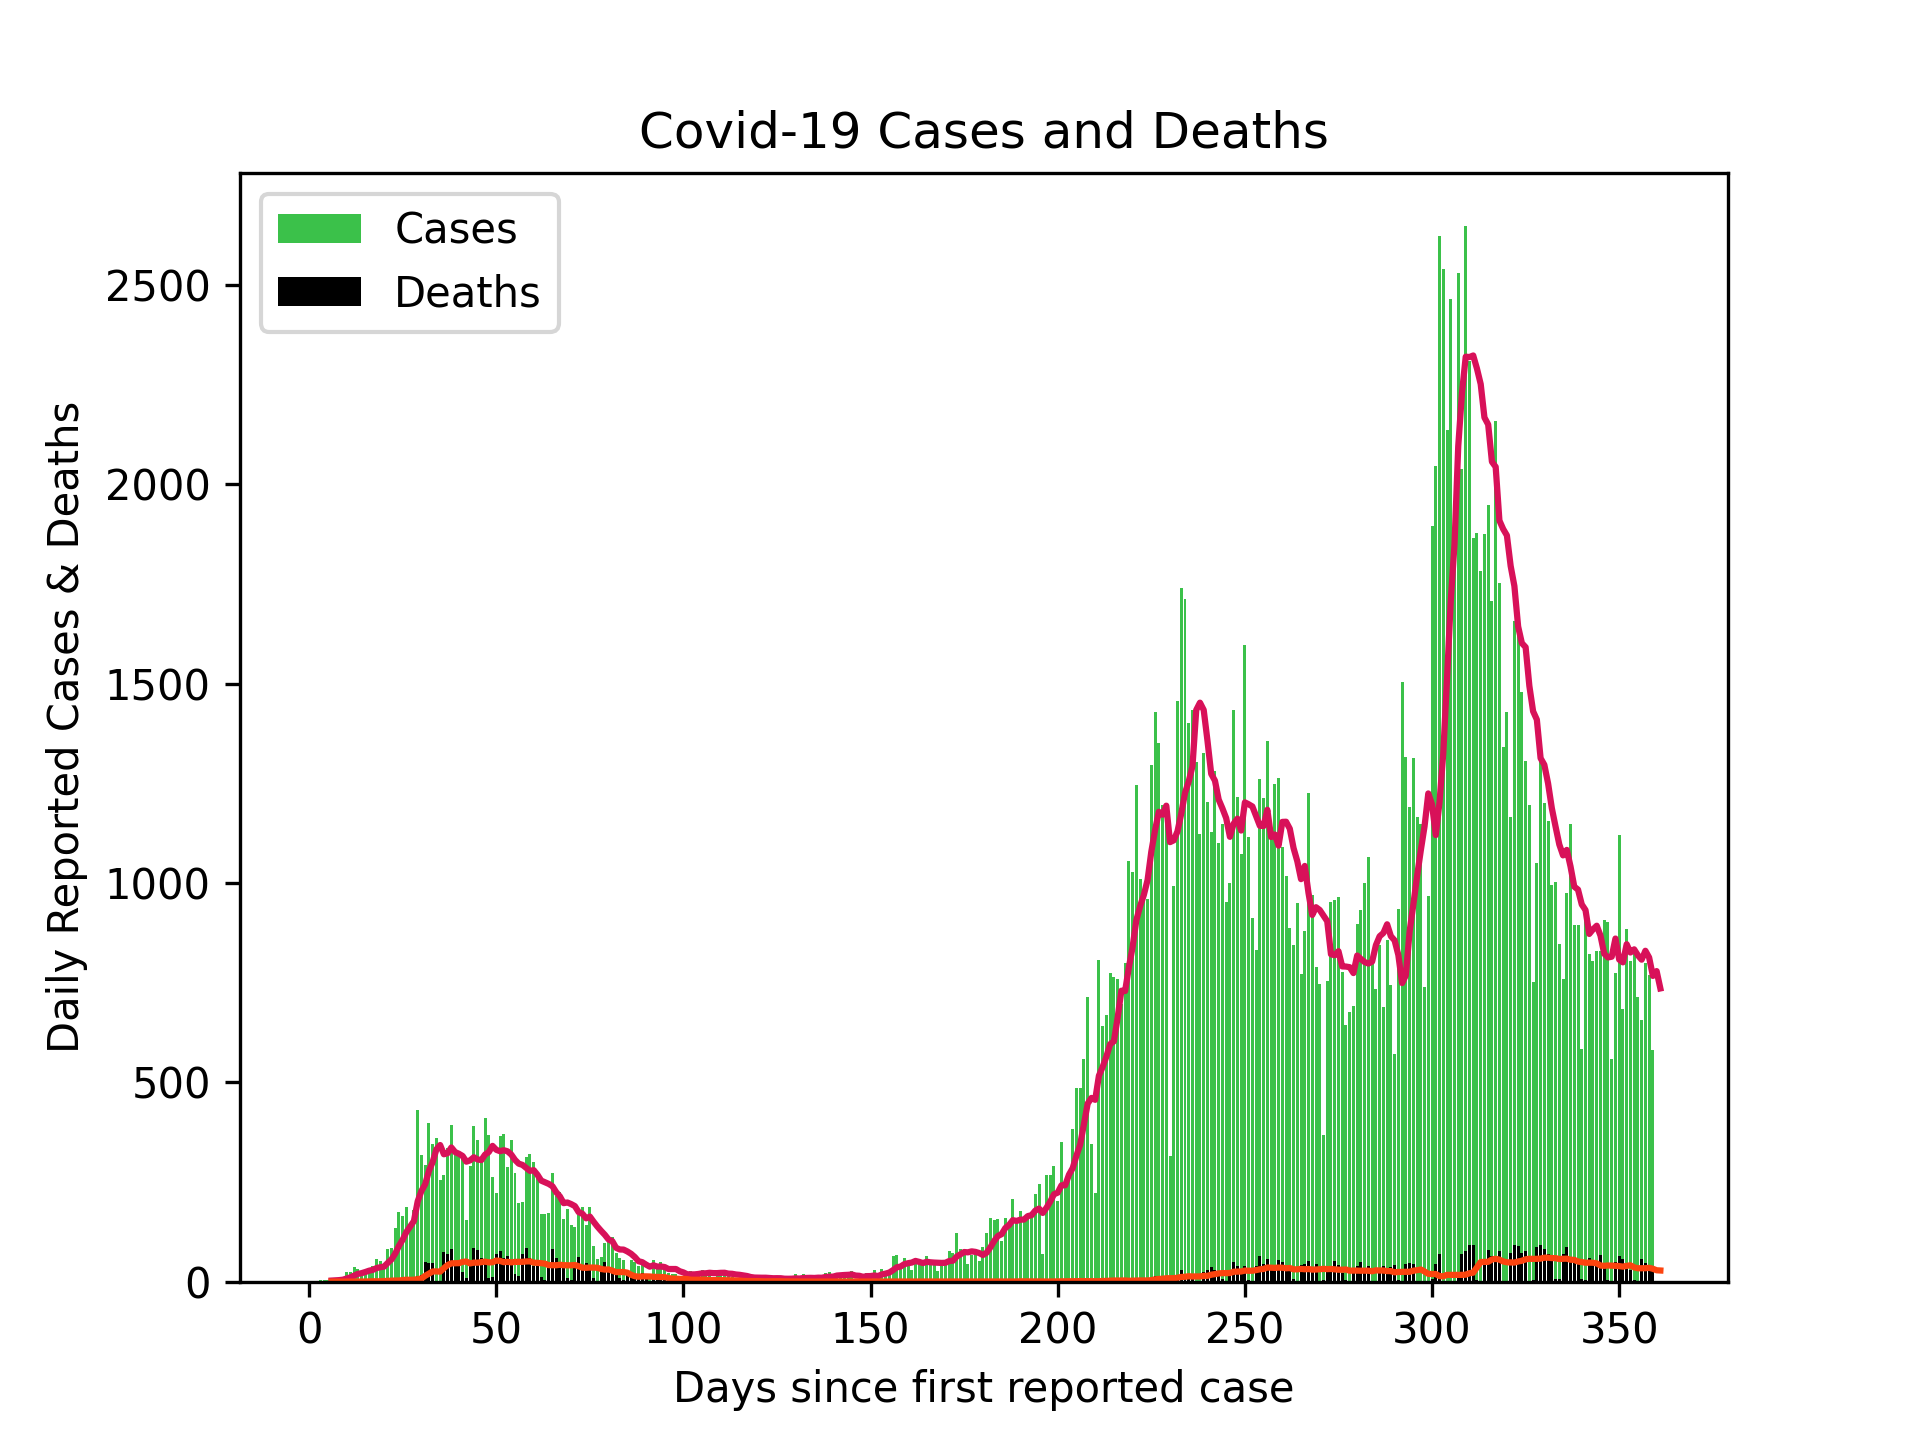 Covid-19 Cases and Deaths
Cases
Deaths
2500
2000
1500
1000
500
0
Daily Reported Cases & Deaths
0 50 100 150 200 250 300 350
Days since first reported case